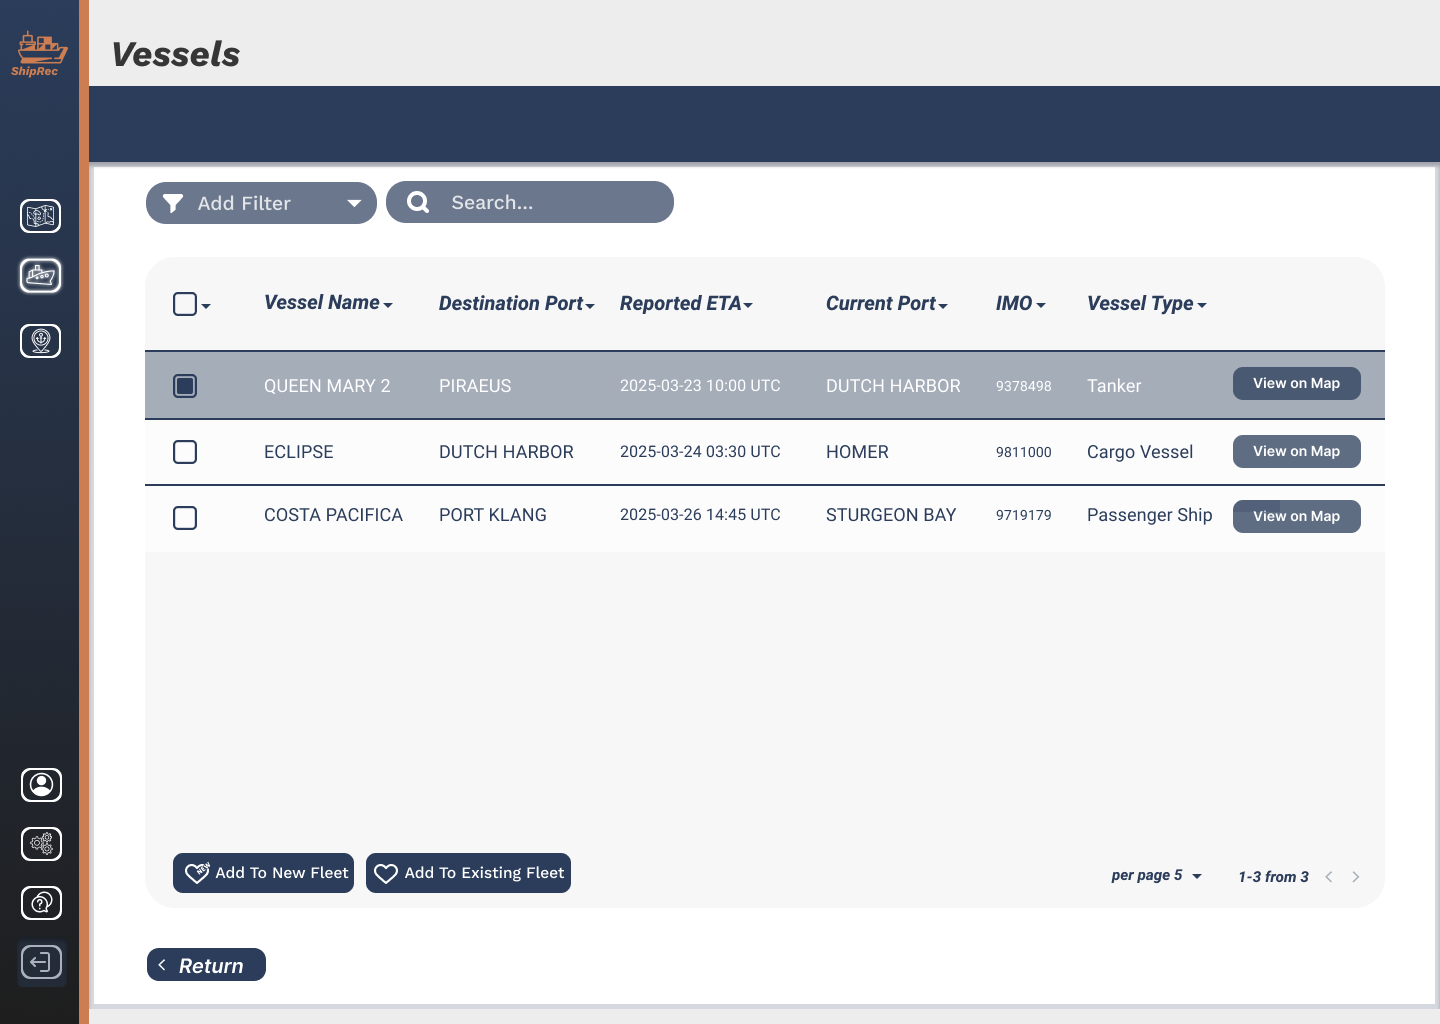 Vessels
ShipRec
Add Filter
Search...
Vessel Name Destination Port Reported ETA Current Port IMO Vessel Type
QUEEN MARY 2 PIRAEUS 2025-03-23 10:00 UTC DUTCH HARBOR 9378498 Tanker View on Map
ECLIPSE DUTCH HARBOR 2025-03-24 03:30 UTC HOMER 9811000 Cargo Vessel View on Map
COSTA PACIFICA PORT KLANG 2025-03-26 14:45 UTC STURGEON BAY 9719179 Passenger Ship View on Map
NEW Add To New Fleet Add To Existing Fleet per page 5 1-3 from 3
Return